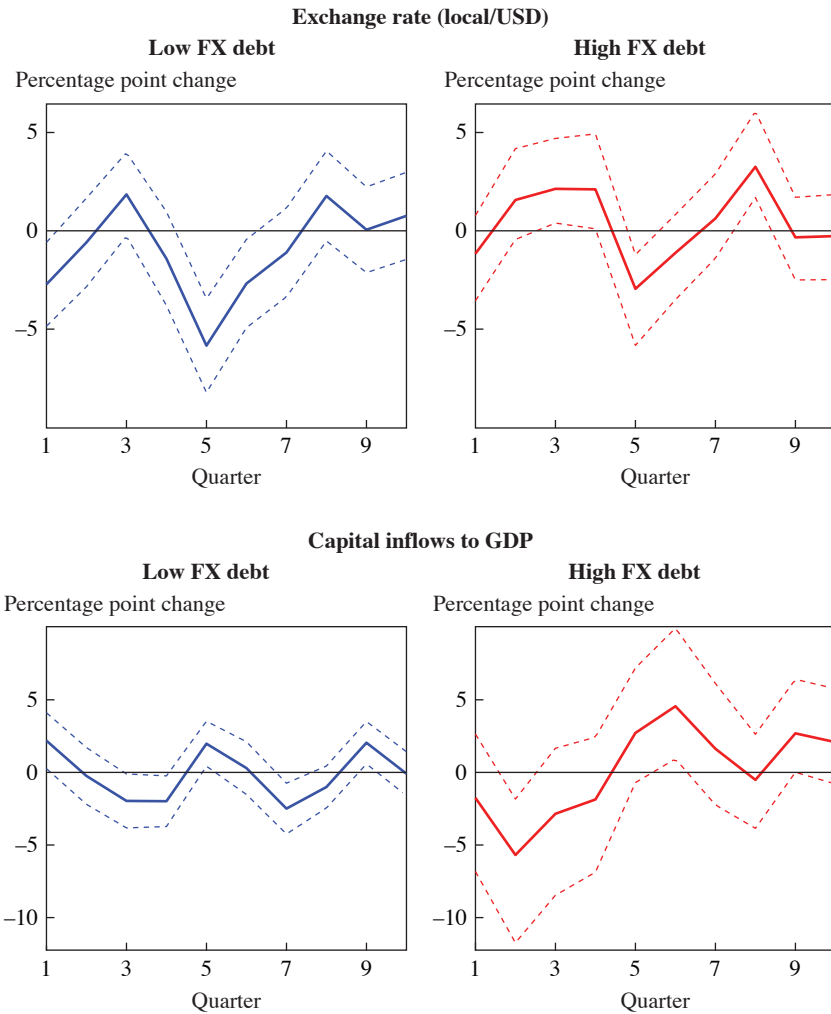 Exchange rate (local/USD)
Low FX debt
High FX debt
Percentage point change
Percentage point change
5
0
–5
1 3 5 7 9
Quarter
5
0
–5
1 3 5 7 9
Quarter
Capital inflows to GDP
Low FX debt
High FX debt
Percentage point change
Percentage point change
5
0
–5
–10
1 3 5 7 9
Quarter
5
0
–5
–10
1 3 5 7 9
Quarter